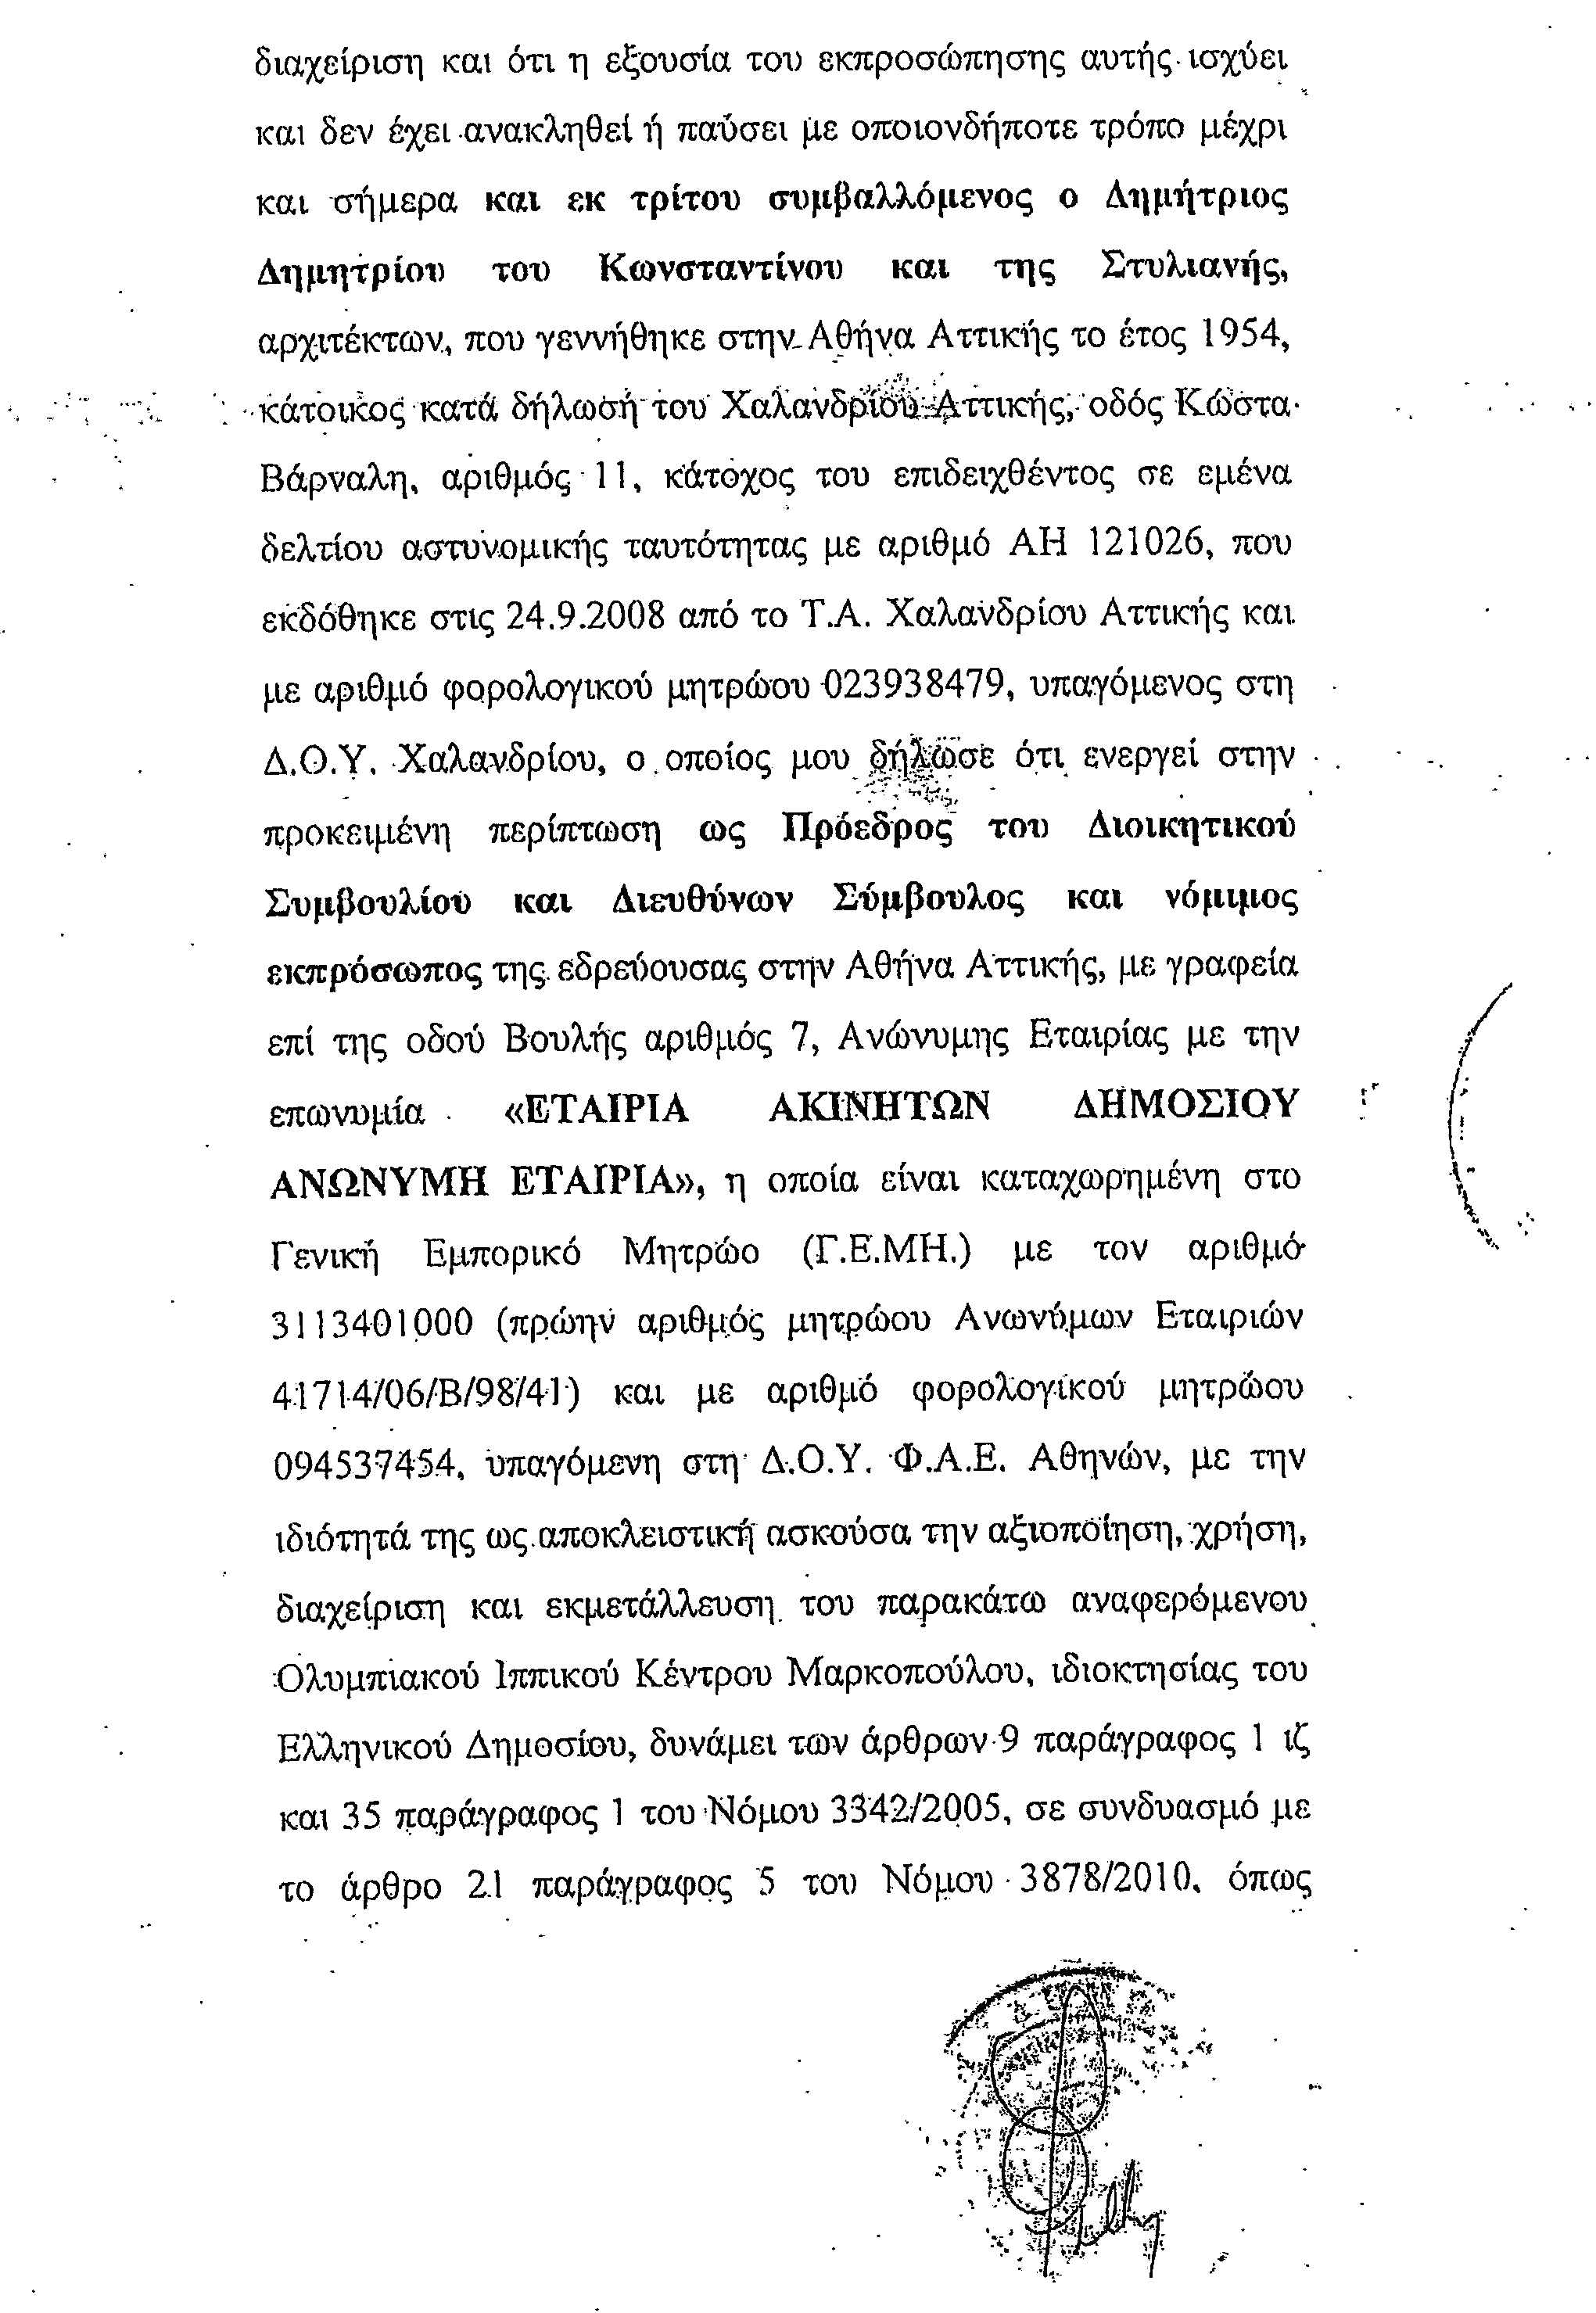 διαχείριση και ότι η εξουσία του εκπροσώπησης αυτής ισχύει
και δεν έχει ανακληθεί ή παύσει με οποιονδήποτε τρόπο μέχρι
και σήμερα και εκ τρίτου συμβαλλόμενος ο Δημήτριος
Δημητρίου του Κωνσταντίνου και της Στυλιανής,
αρχιτέκτων, που γεννήθηκε στην Αθήνα Αττικής το έτος 1954,
κάτοικος κατά δήλωσή του Χαλανδρίου Αττικής, οδός Κώστα
Βάρναλη, αριθμός 11, κάτοχος του επιδειχθέντος σε εμένα
δελτίου αστυνομικής ταυτότητας με αριθμό ΑΗ 121026, που
εκδόθηκε στις 24.9.2008 από το Τ.Α. Χαλανδρίου Αττικής και
με αριθμό φορολογικού μητρώου 023938479, υπαγόμενος στη
Δ.Ο.Υ. Χαλανδρίου, ο οποίος μου δήλωσε ότι ενεργεί στην
προκειμένη περίπτωση ως Πρόεδρος του Διοικητικού
Συμβουλίου και Διευθύνων Σύμβουλος και νόμιμος
εκπρόσωπος της εδρεύουσας στην Αθήνα Αττικής, με γραφεία
επί της οδού Βουλής αριθμός 7, Ανώνυμης Εταιρίας με την
επωνυμία «ΕΤΑΙΡΙΑ ΑΚΙΝΗΤΩΝ ΔΗΜΟΣΙΟΥ
ΑΝΩΝΥΜΗ ΕΤΑΙΡΙΑ», η οποία είναι καταχωρημένη στο
Γενική Εμπορικό Μητρώο (Γ.Ε.ΜΗ.) με τον αριθμό
3113401000 (πρώην αριθμός μητρώου Ανωνύμων Εταιριών
41714/06/Β/98/41) και με αριθμό φορολογικού μητρώου
094537454, υπαγόμενη στη Δ.Ο.Υ. Φ.Α.Ε. Αθηνών, με την
ιδιότητά της ως αποκλειστική ασκούσα την αξιοποίηση, χρήση,
διαχείριση και εκμετάλλευση του παρακάτω αναφερόμενου
Ολυμπιακού Ιππικού Κέντρου Μαρκοπούλου, ιδιοκτησίας του
Ελληνικού Δημοσίου, δυνάμει των άρθρων 9 παράγραφος 1 ιζ
και 35 παράγραφος 1 του Νόμου 3342/2005, σε συνδυασμό με
το άρθρο 21 παράγραφος 5 του Νόμου 3878/2010, όπως